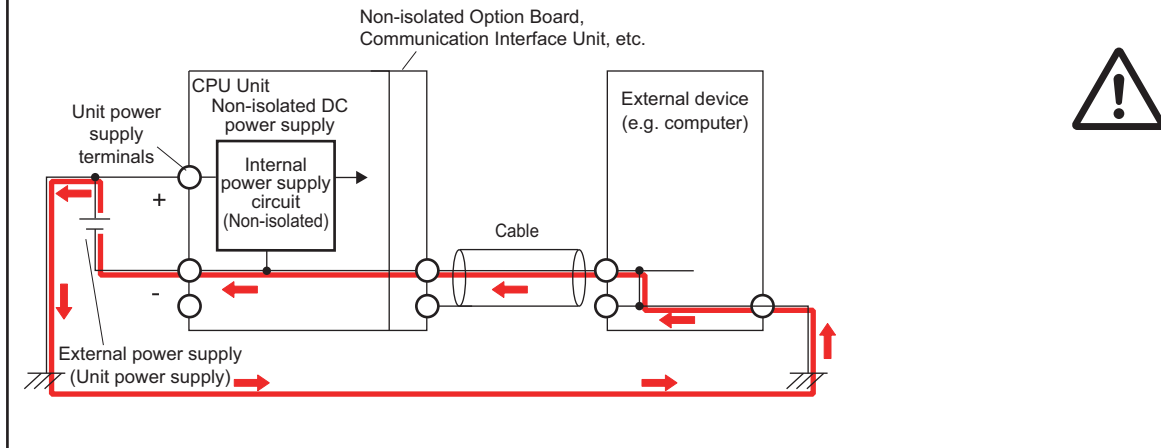 Non-isolated Option Board,
Communication Interface Unit, etc.
CPU Unit
Non-isolated DC
power supply
External device
(e.g. computer)
Unit power
supply
terminals
Internal
power supply
circuit
(Non-isolated)
+
Cable
-
External power supply
(Unit power supply)